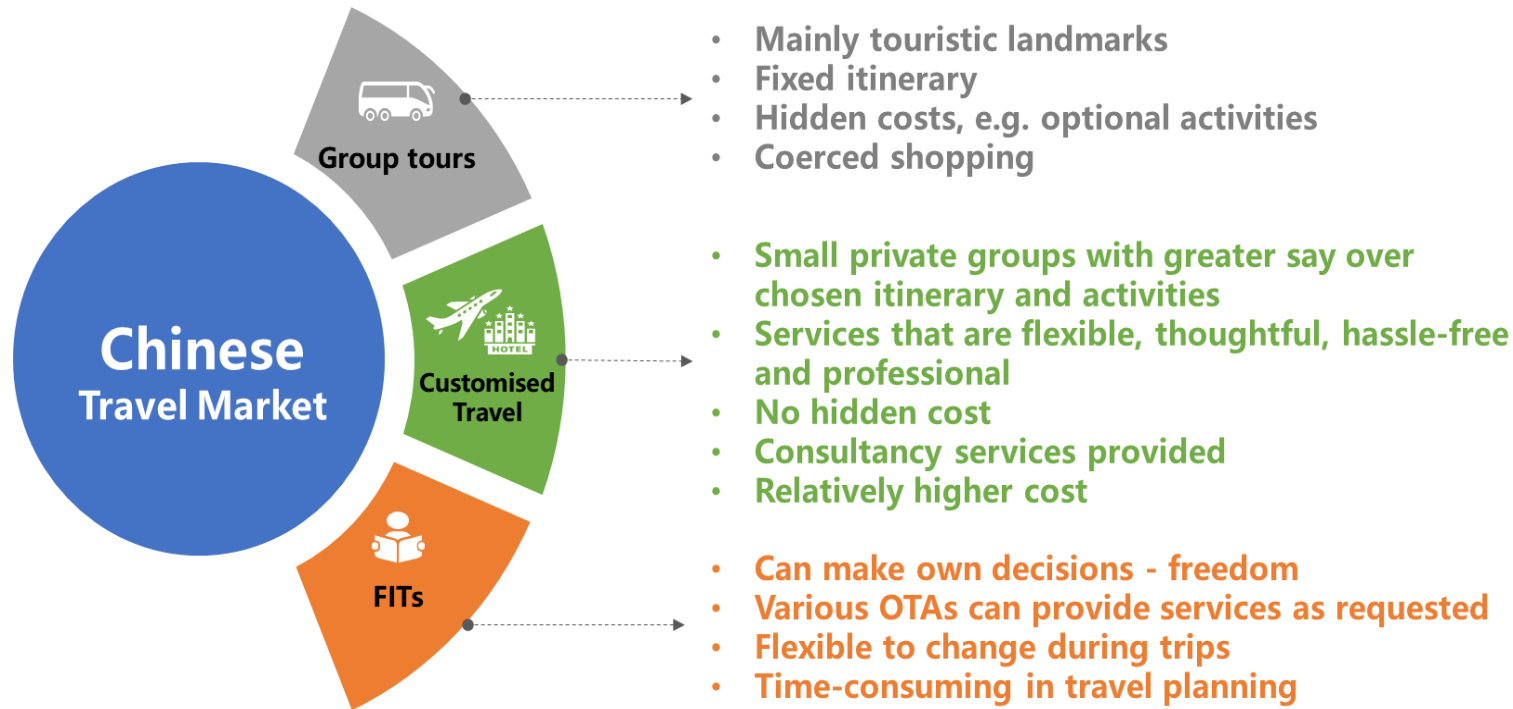 Chinese
Travel Market
Group tours
• Mainly touristic landmarks
• Fixed itinerary
• Hidden costs, e.g. optional activities
• Coerced shopping
HOTEL
Customised
Travel
• Small private groups with greater say over
chosen itinerary and activities
• Services that are flexible, thoughtful, hassle-free
and professional
• No hidden cost
• Consultancy services provided
• Relatively higher cost
FITs
• Can make own decisions - freedom
• Various OTAs can provide services as requested
• Flexible to change during trips
• Time-consuming in travel planning